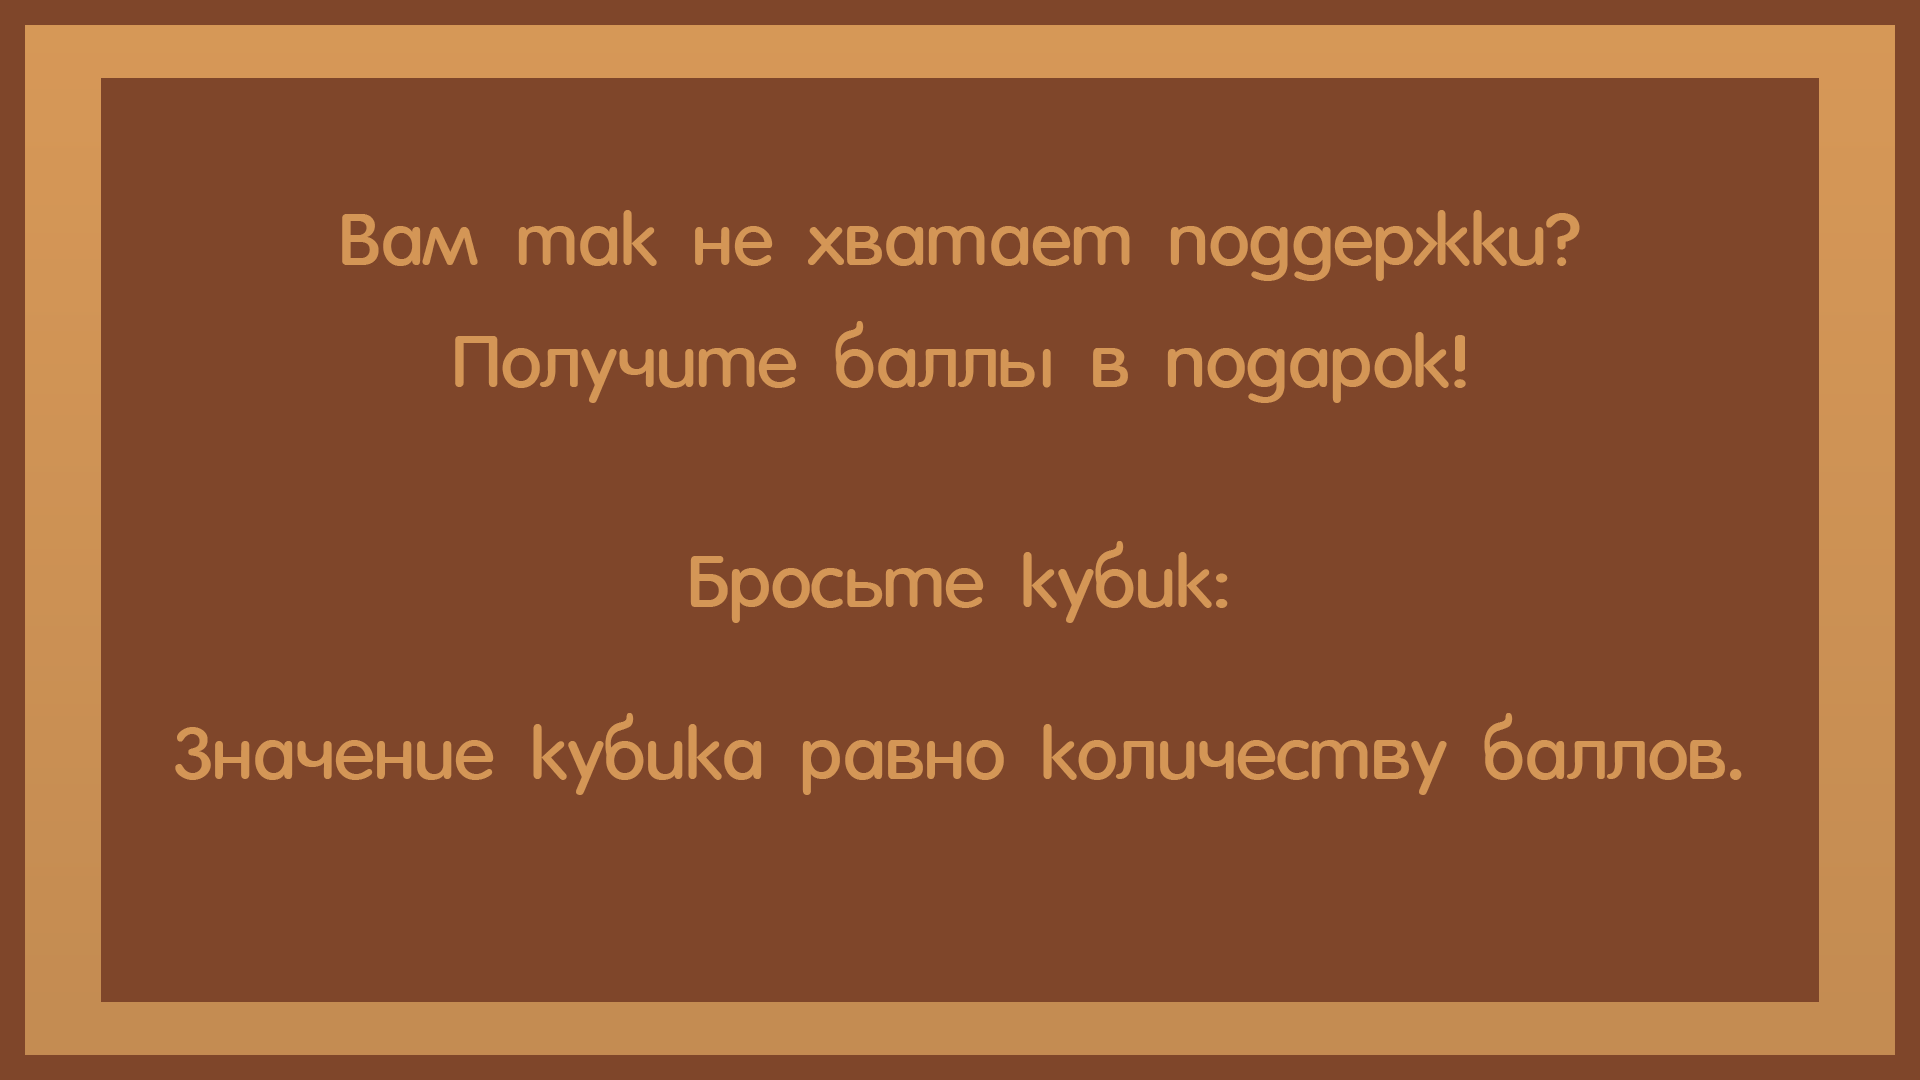 Вам так не хватает поддержки?
Получите баллы в подарок!
Бросьте кубик:
Значение кубика равно количеству баллов.